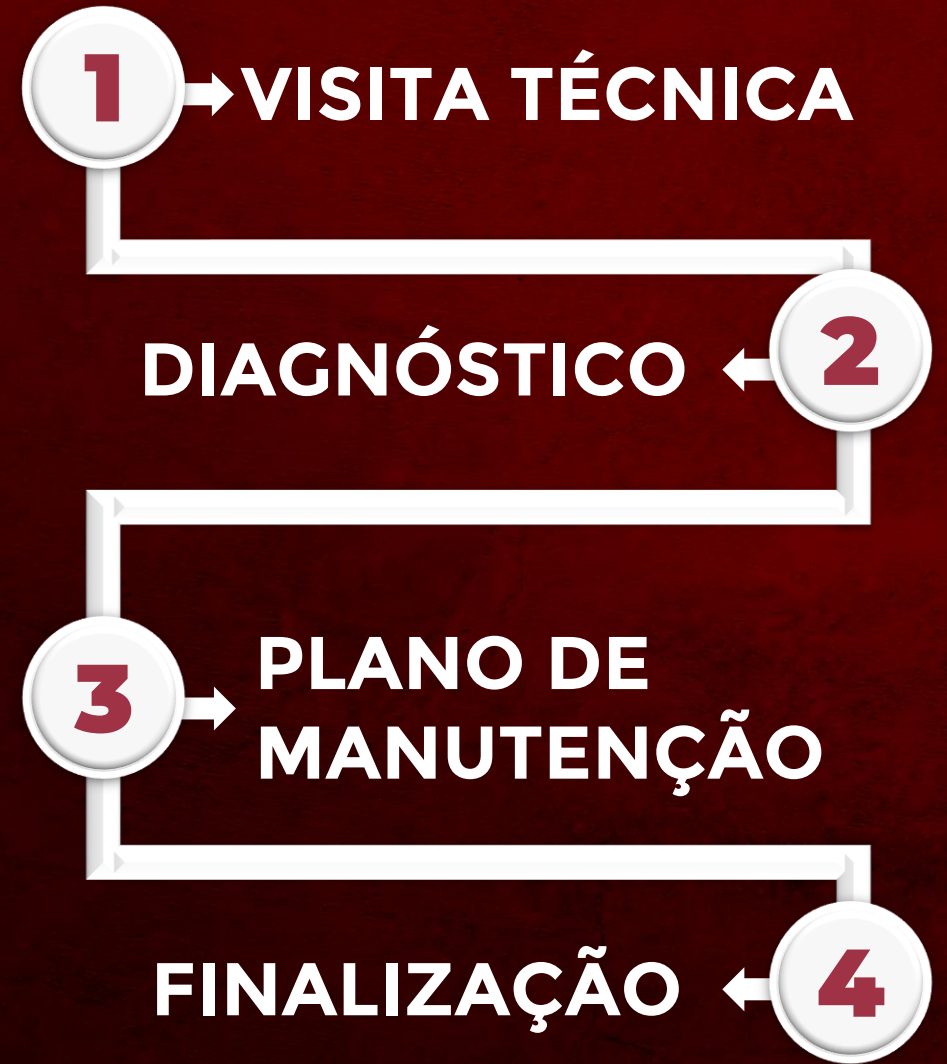 1 VISITA TÉCNICA
DIAGNÓSTICO 2
3 PLANO DE
MANUTENÇÃO
FINALIZAÇÃO 4